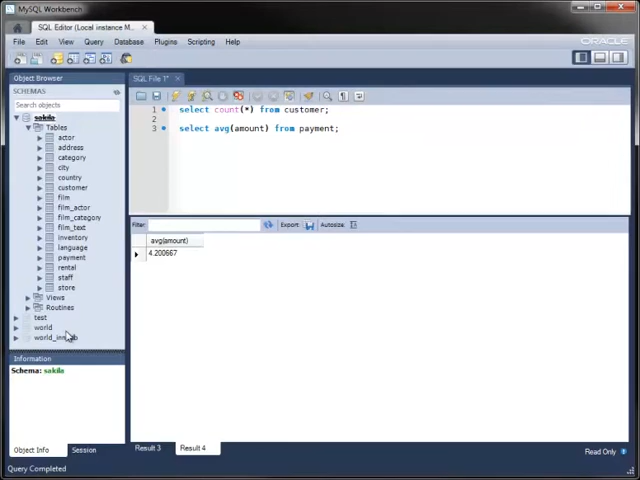 MySQL Workbench
SQL Editor (Local instance M...
File Edit View Query Database Plugins Scripting Help
ORACLE
Object Browser
SQL File 1*
SCHEMAS
Search objects
sakila
Tables
actor
address
category
city
country
customer
film
film_actor
film_category
film_text
inventory
language
payment
rental
staff
store
Views
Routines
test
world
1 select count(*) from customer;
2
3 select avg(amount) from payment;
Filter: Export: Autosize:
avg(amount)
4.200667
Information
Schema: sakila
Object Info Session
Result 3 Result 4
Read Only
Query Completed